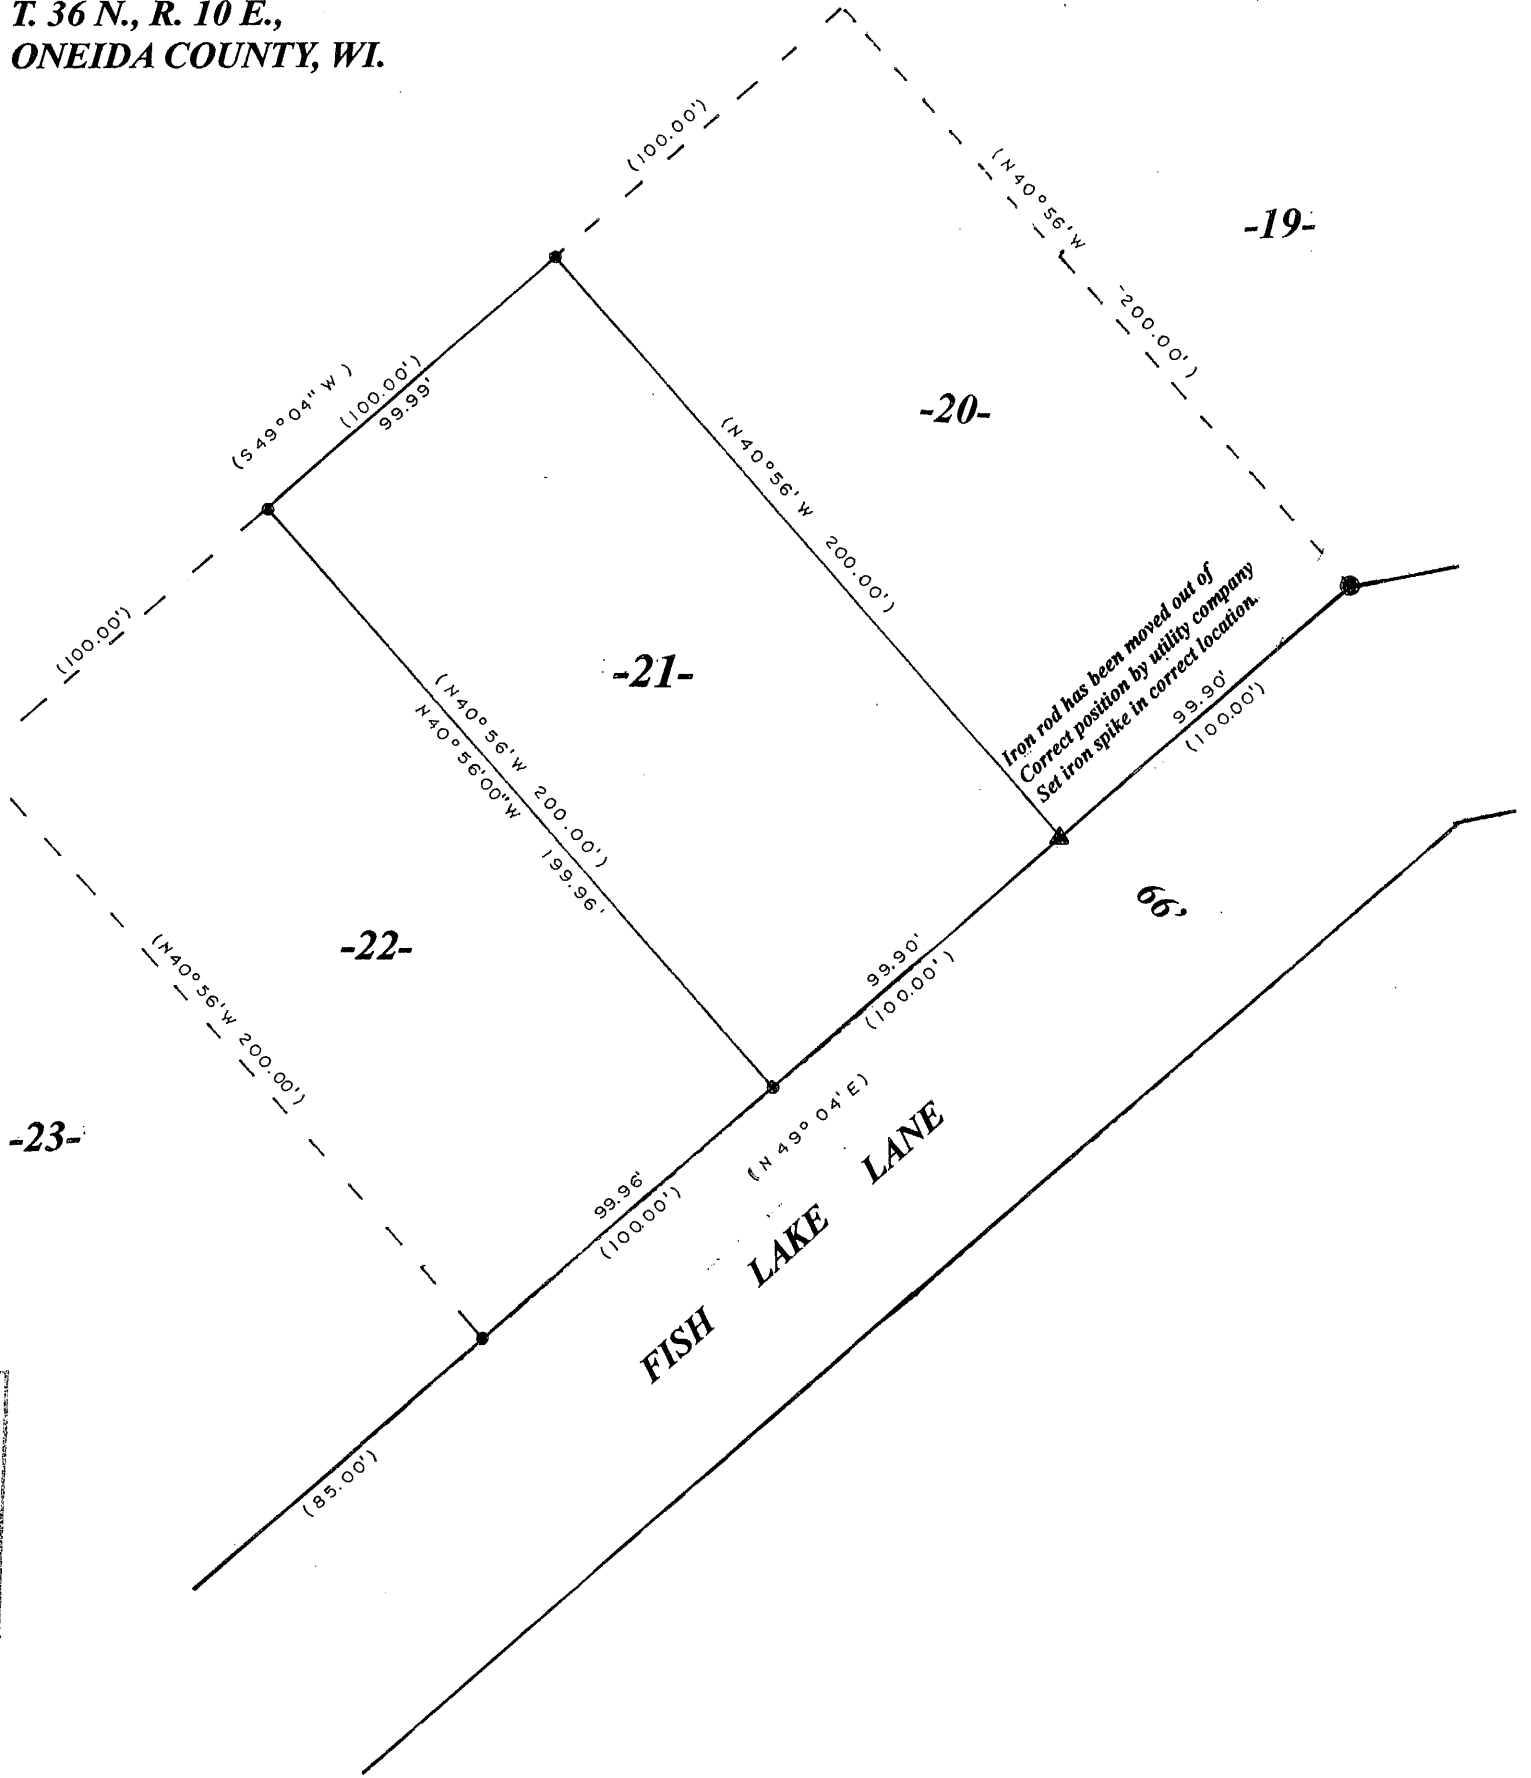 T. 36 N., R. 10 E.,
ONEIDA COUNTY, WI.
(100.00')
(N40°56'W
-200.00')
-19-
-20-
(S49°04"W)
(100.00')
99.99'
(N40°56'W 200.00')
Iron rod has been moved out of
Correct position by utility company
Set iron spike in correct location.
99.90'
(100.00')
(100.00')
-21-
(N40°56'W 200.00')
N40°56'00"W 199.96'
66'
-22-
99.90'
(100.00')
(N40°56'W 200.00')
-23-
(N 49° 04' E)
99.96'
(100.00')
FISH LAKE LANE
(85.00')